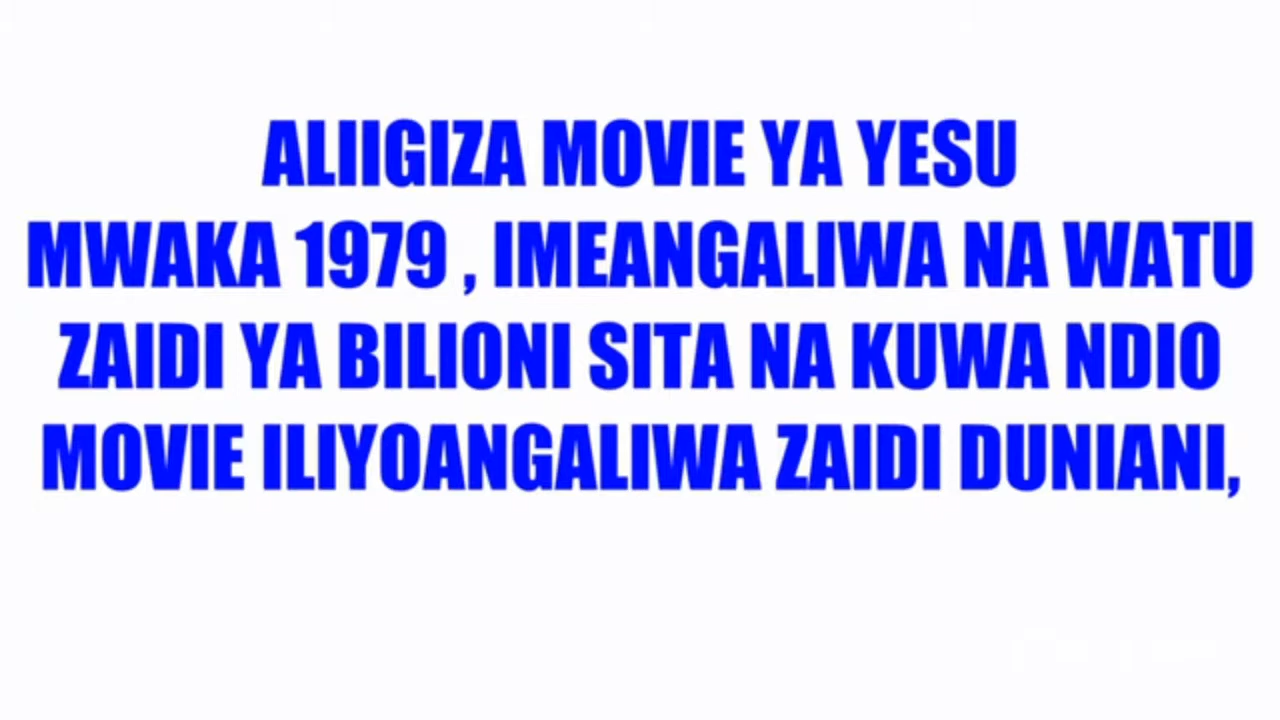 ALIIGIZA MOVIE YA YESU
MWAKA 1979 , IMEANGALIWA NA WATU
ZAIDI YA BILIONI SITA NA KUWA NDIO
MOVIE ILIYOANGALIWA ZAIDI DUNIANI,